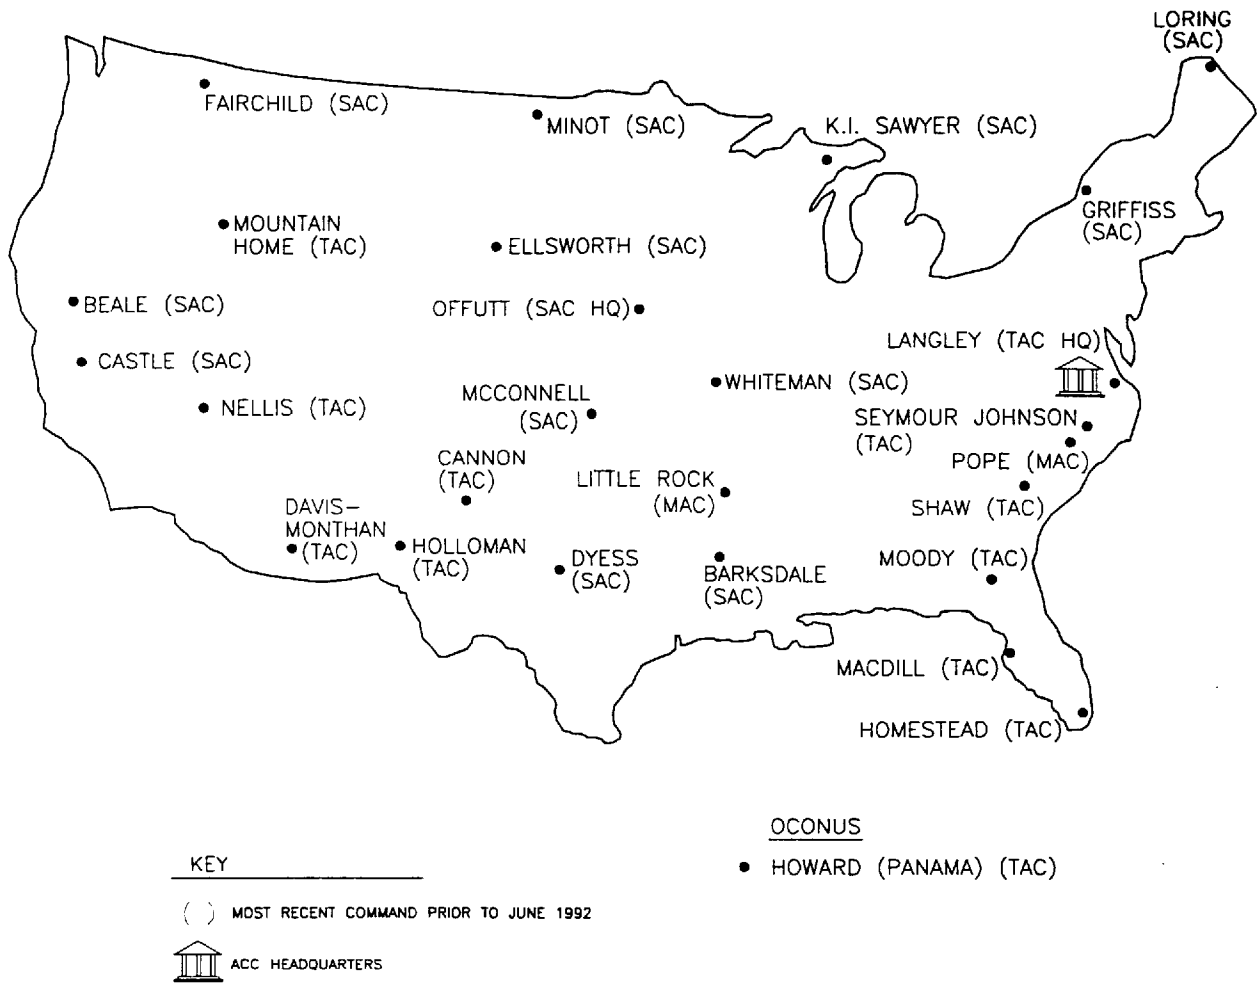 LORING
(SAC)
FAIRCHILD (SAC)
MINOT (SAC)
K.I. SAWYER (SAC)
GRIFFISS
(SAC)
MOUNTAIN
HOME (TAC)
ELLSWORTH (SAC)
BEALE (SAC)
OFFUTT (SAC HQ)
LANGLEY (TAC HQ)
CASTLE (SAC)
WHITEMAN (SAC)
MCCONNELL
(SAC)
NELLIS (TAC)
SEYMOUR JOHNSON
(TAC)
POPE (MAC)
CANNON
(TAC)
LITTLE ROCK
(MAC)
SHAW (TAC)
DAVIS-
MONTHAN
(TAC)
HOLLOMAN
(TAC)
DYESS
(SAC)
BARKSDALE
(SAC)
MOODY (TAC)
MACDILL (TAC)
HOMESTEAD (TAC)
OCONUS
HOWARD (PANAMA) (TAC)
KEY
( ) MOST RECENT COMMAND PRIOR TO JUNE 1992
ACC HEADQUARTERS